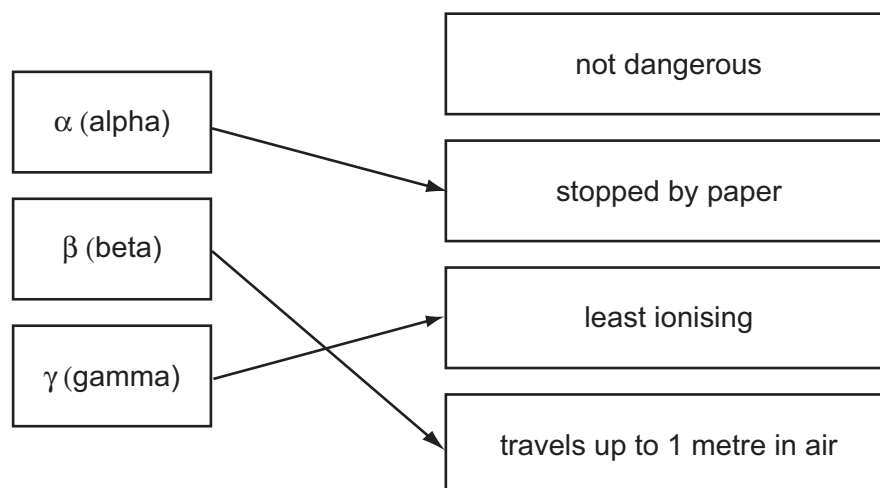 α (alpha)
β (beta)
γ (gamma)
not dangerous
stopped by paper
least ionising
travels up to 1 metre in air